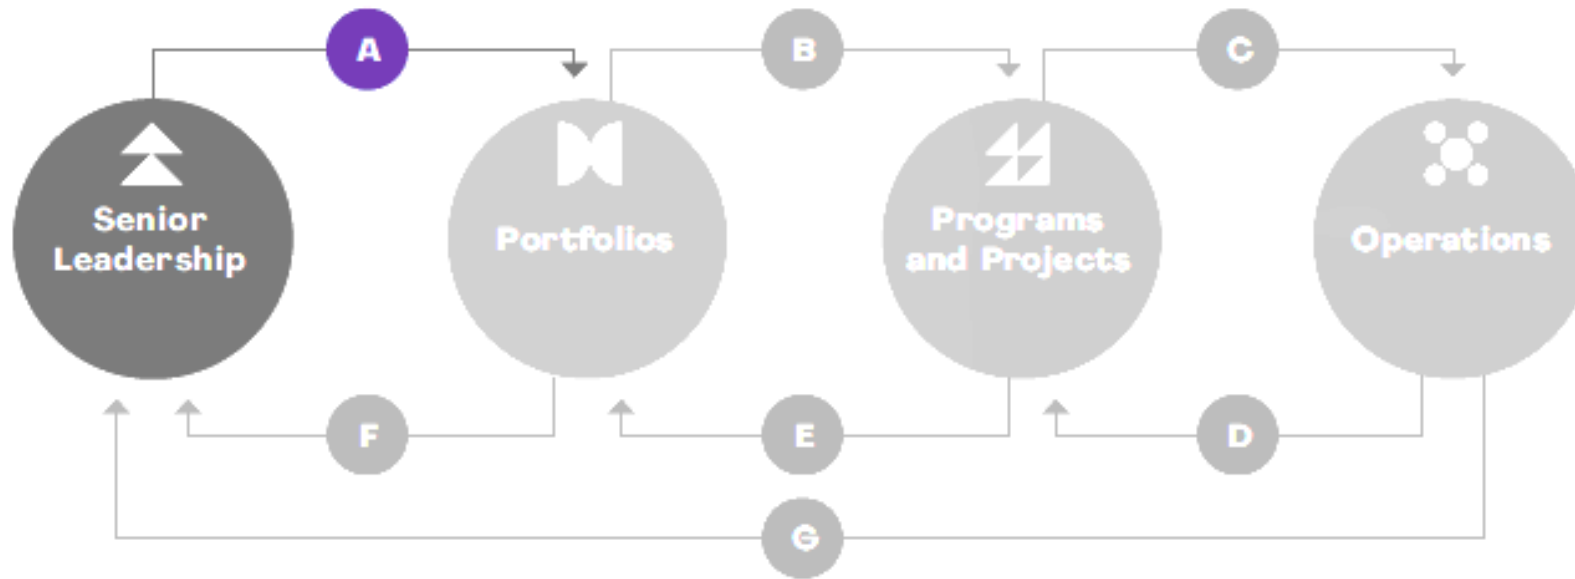 A
B
C
Senior
Leadership
Portfolios
Programs
and Projects
Operations
F
E
D
G